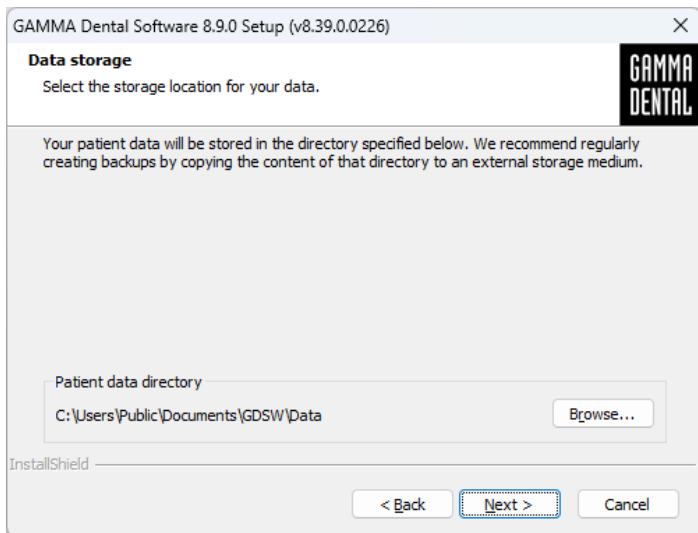 GAMMA Dental Software 8.9.0 Setup (v8.39.0.0226)
Data storage
Select the storage location for your data.
GAMMA
DENTAL
Your patient data will be stored in the directory specified below. We recommend regularly
creating backups by copying the content of that directory to an external storage medium.
Patient data directory
C:\Users\Public\Documents\GDSW\Data
Browse...
InstallShield
< Back
Next >
Cancel